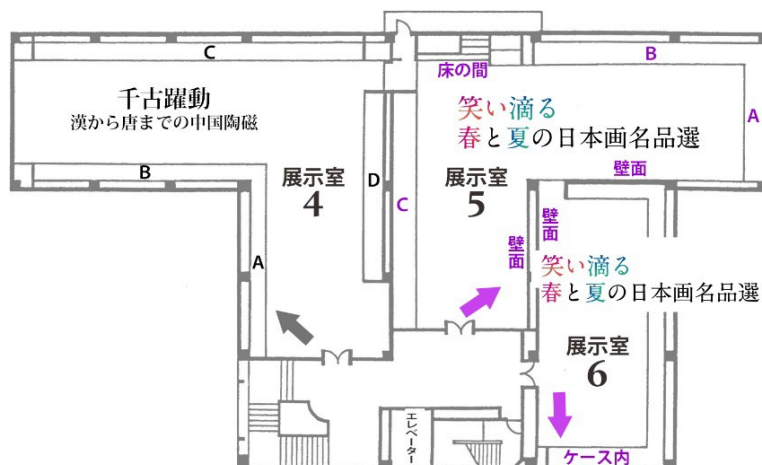 C
千古躍動
漢から唐までの中国陶磁
B
A
D
展示室
4
床の間
B
A
笑い滴る
春と夏の日本画名品選
壁面
展示室
5
C
壁面
壁面
笑い滴る
春と夏の日本画名品選
展示室
6
エレベーター
ケース内